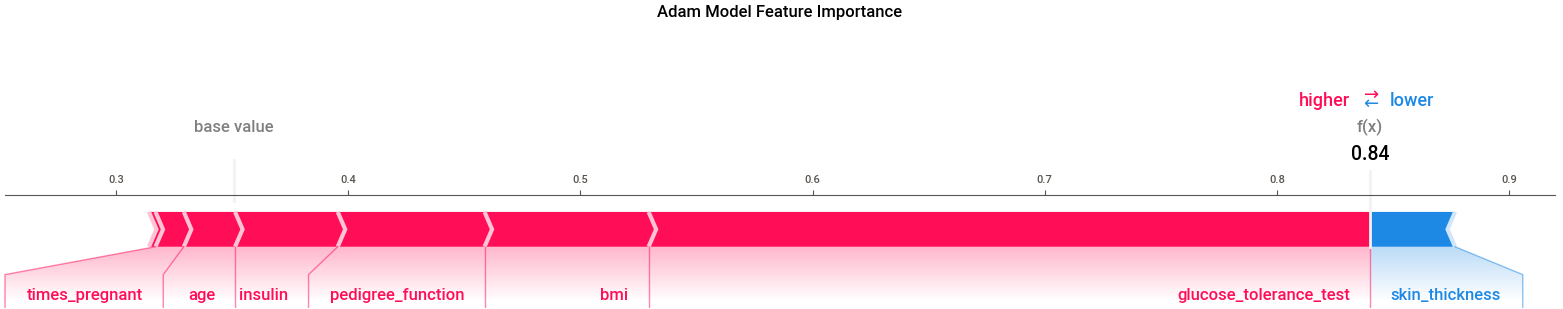 Adam Model Feature Importance
higher ⇄ lower
base value
f(x)
0.84
0.3 0.4 0.5 0.6 0.7 0.8 0.9
times_pregnant age insulin pedigree_function bmi glucose_tolerance_test skin_thickness